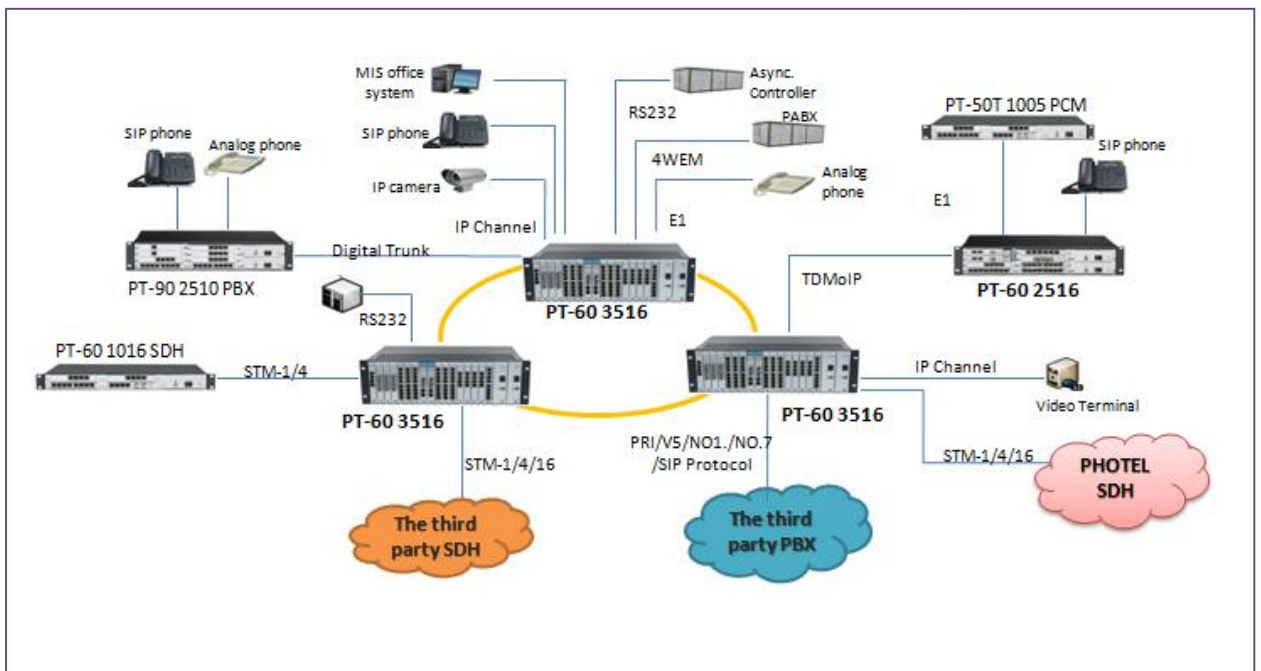 MIS office
system
Async.
Controller
PT-50T 1005 PCM
RS232
PABX
SIP phone
Analog phone
SIP phone
4WEM
SIP phone
IP camera
Analog
phone
E1
IP Channel
E1
Digital Trunk
TDMoIP
PT-90 2510 PBX
PT-60 2516
PT-60 3516
RS232
PT-60 1016 SDH
STM-1/4
IP Channel
Video Terminal
PT-60 3516
PT-60 3516
PRI/V5/NO1./NO.7
/SIP Protocol
STM-1/4/16
STM-1/4/16
PHOTEL
SDH
The third
party SDH
The third
party PBX